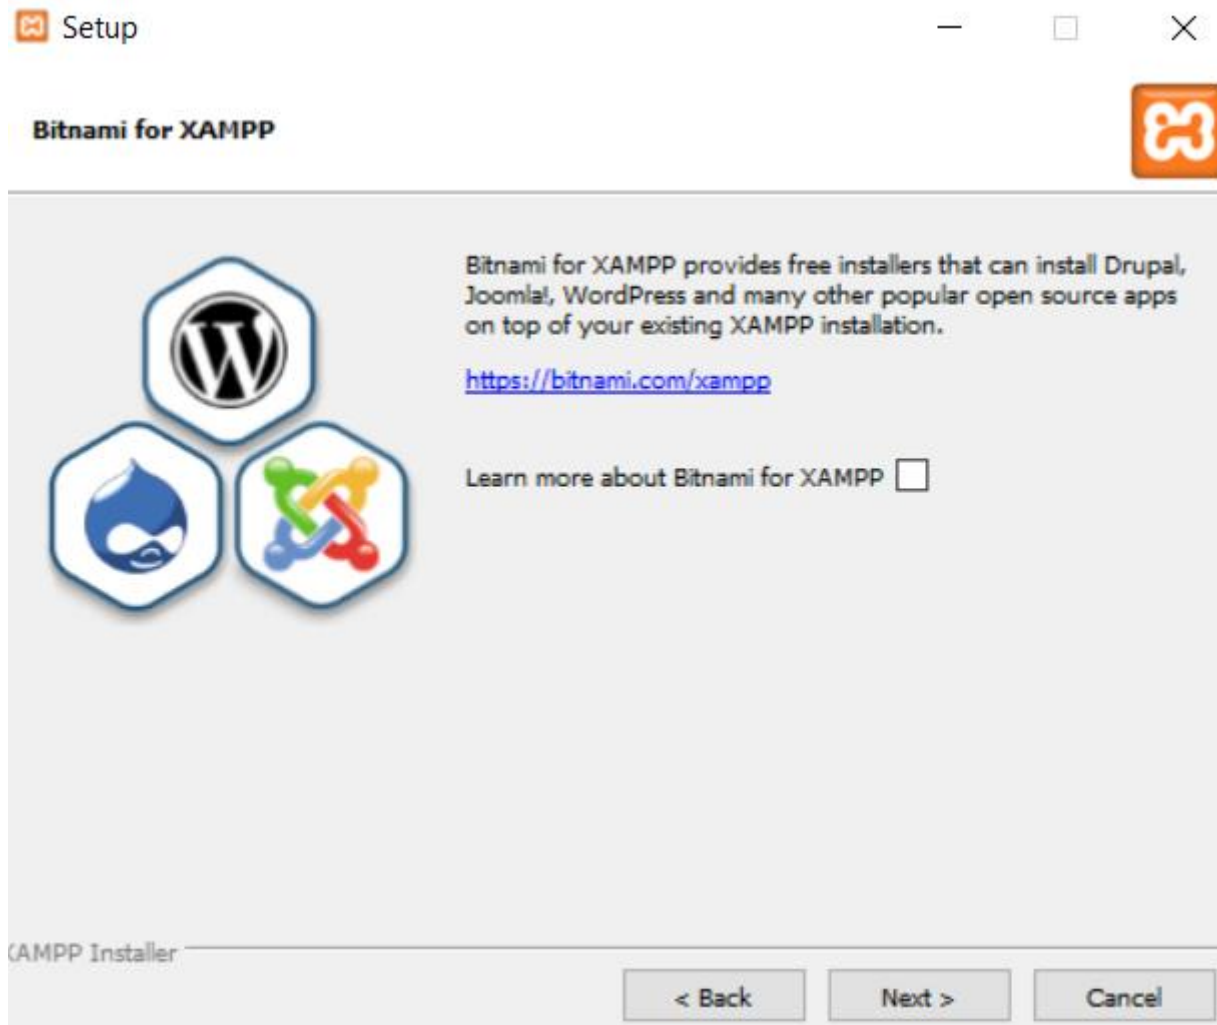 Setup
Bitnami for XAMPP
Bitnami for XAMPP provides free installers that can install Drupal,
Joomla!, WordPress and many other popular open source apps
on top of your existing XAMPP installation.
https://bitnami.com/xampp
Learn more about Bitnami for XAMPP
XAMPP Installer
< Back
Next >
Cancel